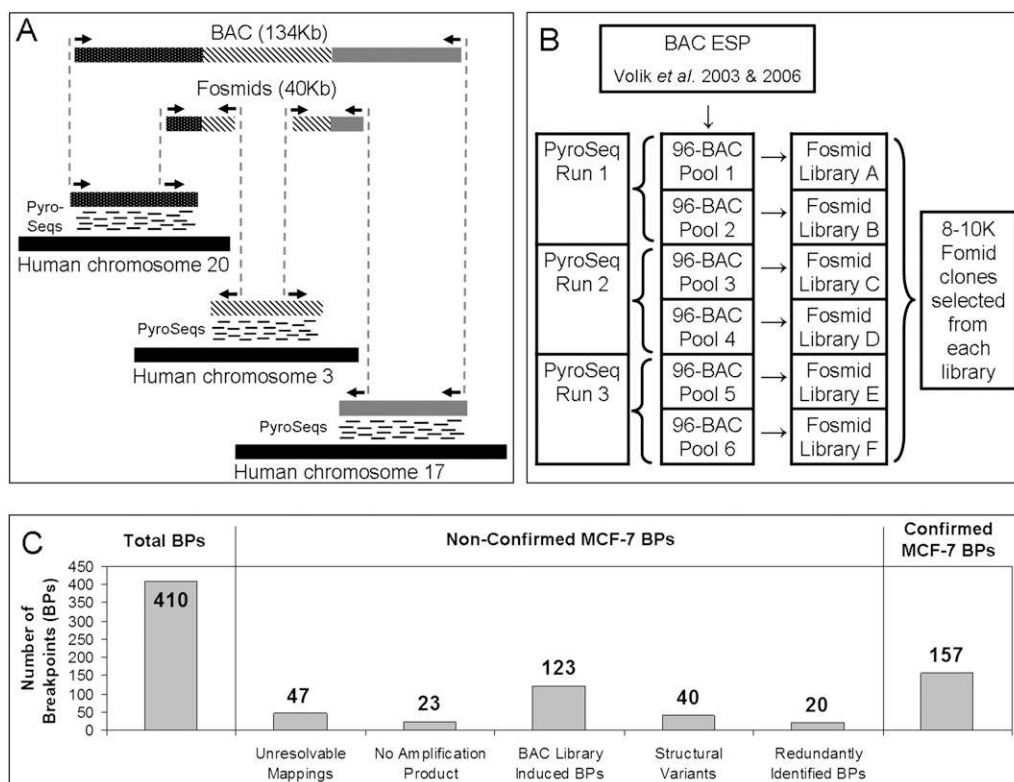 A
BAC (134Kb)
Fosmids (40Kb)
Pyro-
Seqs
Human chromosome 20
PyroSeqs
Human chromosome 3
PyroSeqs
Human chromosome 17
B
BAC ESP
Volik et al. 2003 & 2006
PyroSeq
Run 1
96-BAC
Pool 1
Fosmid
Library A
96-BAC
Pool 2
Fosmid
Library B
PyroSeq
Run 2
96-BAC
Pool 3
Fosmid
Library C
96-BAC
Pool 4
Fosmid
Library D
PyroSeq
Run 3
96-BAC
Pool 5
Fosmid
Library E
96-BAC
Pool 6
Fosmid
Library F
8-10K
Fomid
clones
selected
from
each
library
C
Total BPs
Non-Confirmed MCF-7 BPs
Confirmed
MCF-7 BPs
Number of
Breakpoints (BPs)
450
400
350
300
250
200
150
100
50
0
410
47
23
123
40
20
157
Unresolvable
Mappings
No Amplification
Product
BAC Library
Induced BPs
Structural
Variants
Redundantly
Identified BPs